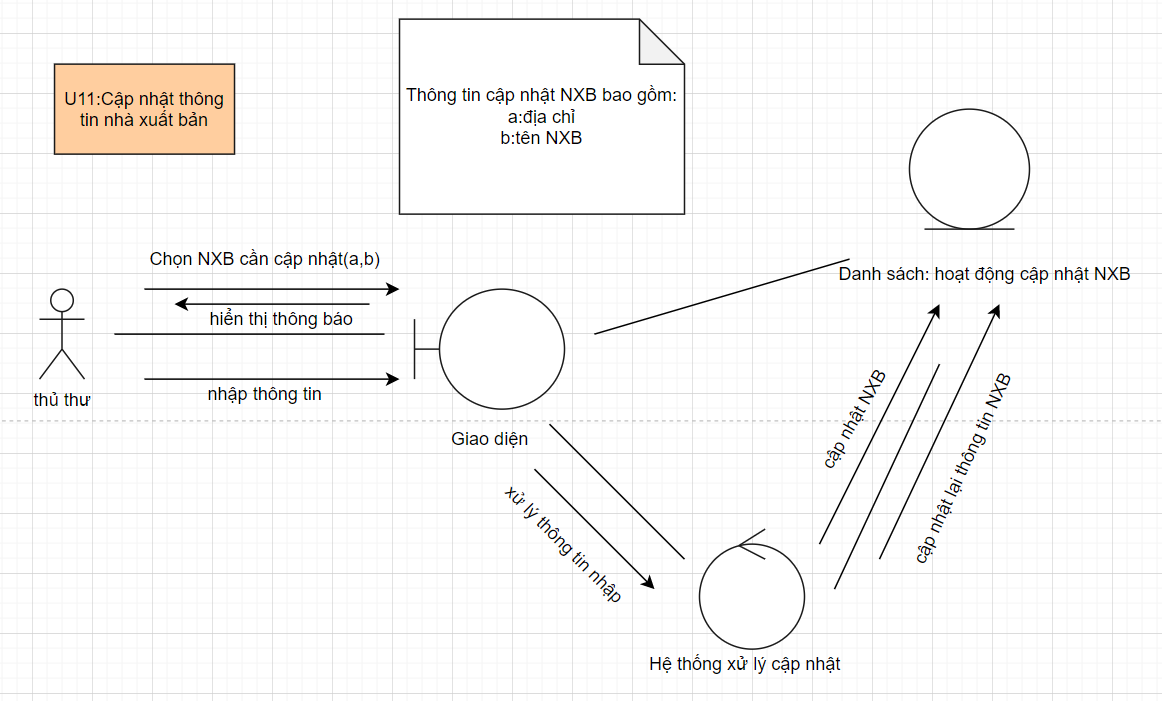 U11:Cập nhật thông
tin nhà xuất bản
Thông tin cập nhật NXB bao gồm:
a:địa chỉ
b:tên NXB
Chọn NXB cần cập nhật(a,b)
hiển thị thông báo
nhập thông tin
thủ thư
Giao diện
Danh sách: hoạt động cập nhật NXB
xử lý thông tin nhập
cập nhật NXB
cập nhật lại thông tin NXB
Hệ thống xử lý cập nhật